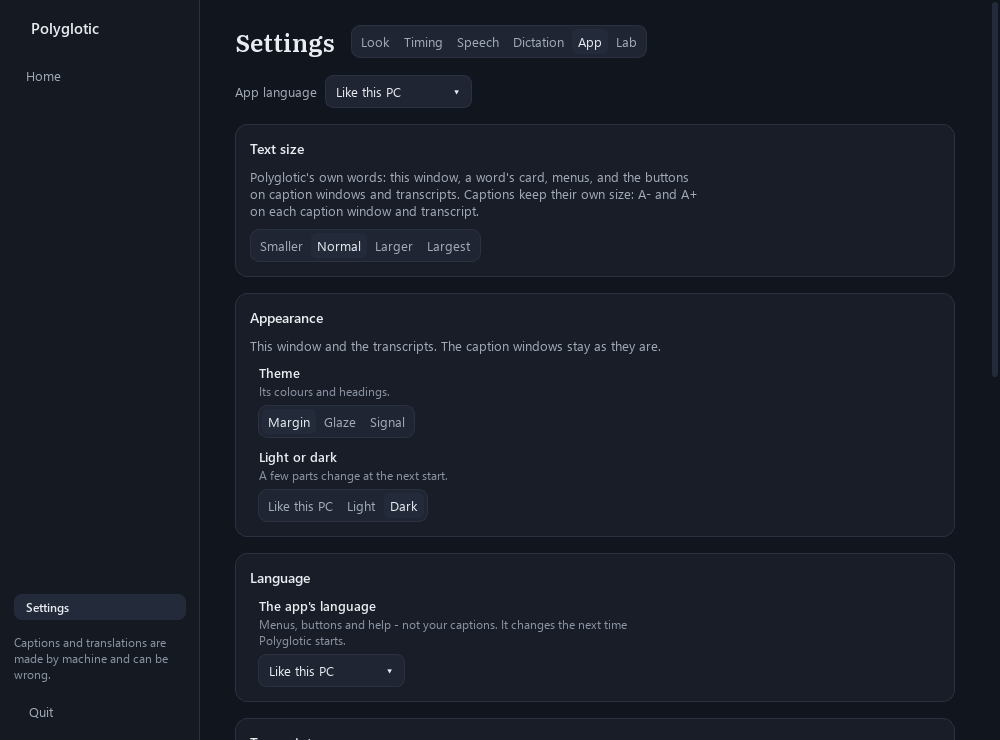 Polyglotic
Home
Settings
Captions and translations are
made by machine and can be
wrong.
Quit
Settings
Look Timing Speech Dictation App Lab
App language Like this PC
Text size
Polyglotic's own words: this window, a word's card, menus, and the buttons
on caption windows and transcripts. Captions keep their own size: A- and A+
on each caption window and transcript.
Smaller Normal Larger Largest
Appearance
This window and the transcripts. The caption windows stay as they are.
Theme
Its colours and headings.
Margin Glaze Signal
Light or dark
A few parts change at the next start.
Like this PC Light Dark
Language
The app's language
Menus, buttons and help - not your captions. It changes the next time
Polyglotic starts.
Like this PC